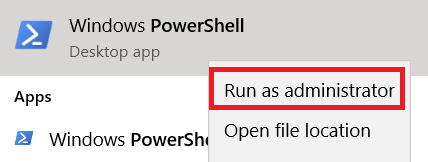 Windows PowerShell
Desktop app
Run as administrator
Apps
Open file location
Windows PowerShe